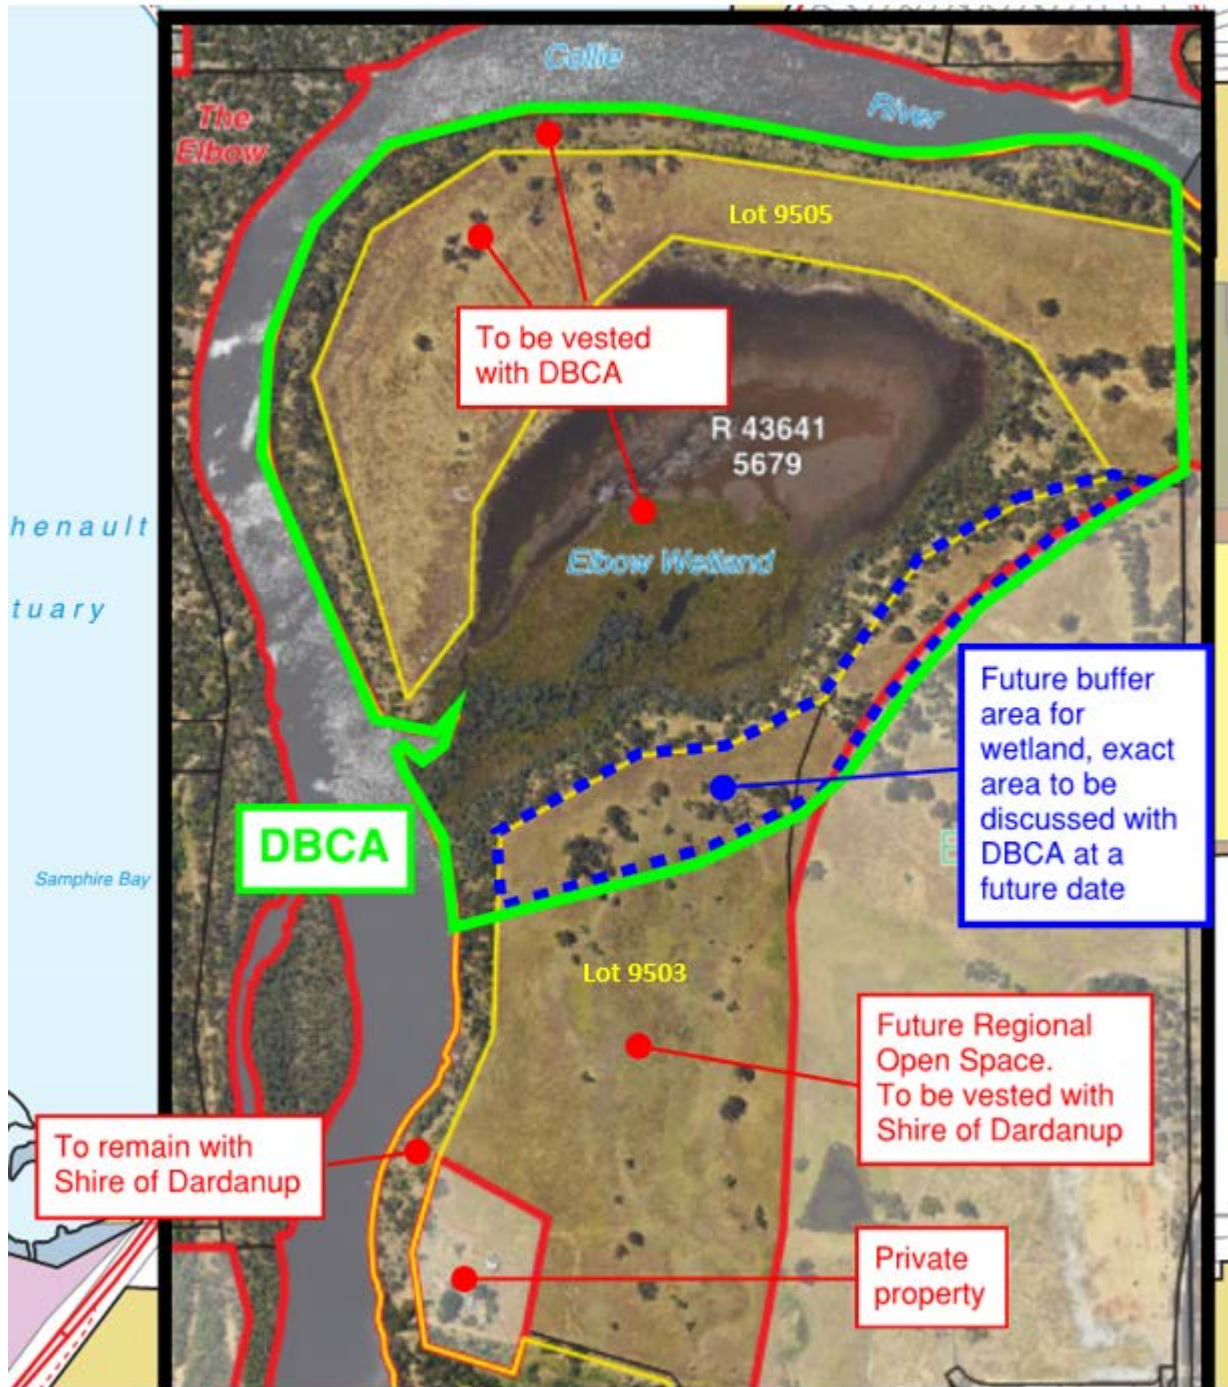 Collie
River
The
Elbow
Lot 9505
To be vested
with DBCA
R 43641
5679
henault
Elbow Wetland
tuary
Future buffer
area for
wetland, exact
area to be
discussed with
DBCA at a
future date
DBCA
E
Samphire Bay
Lot 9503
Future Regional
Open Space.
To be vested with
Shire of Dardanup
To remain with
Shire of Dardanup
Private
property